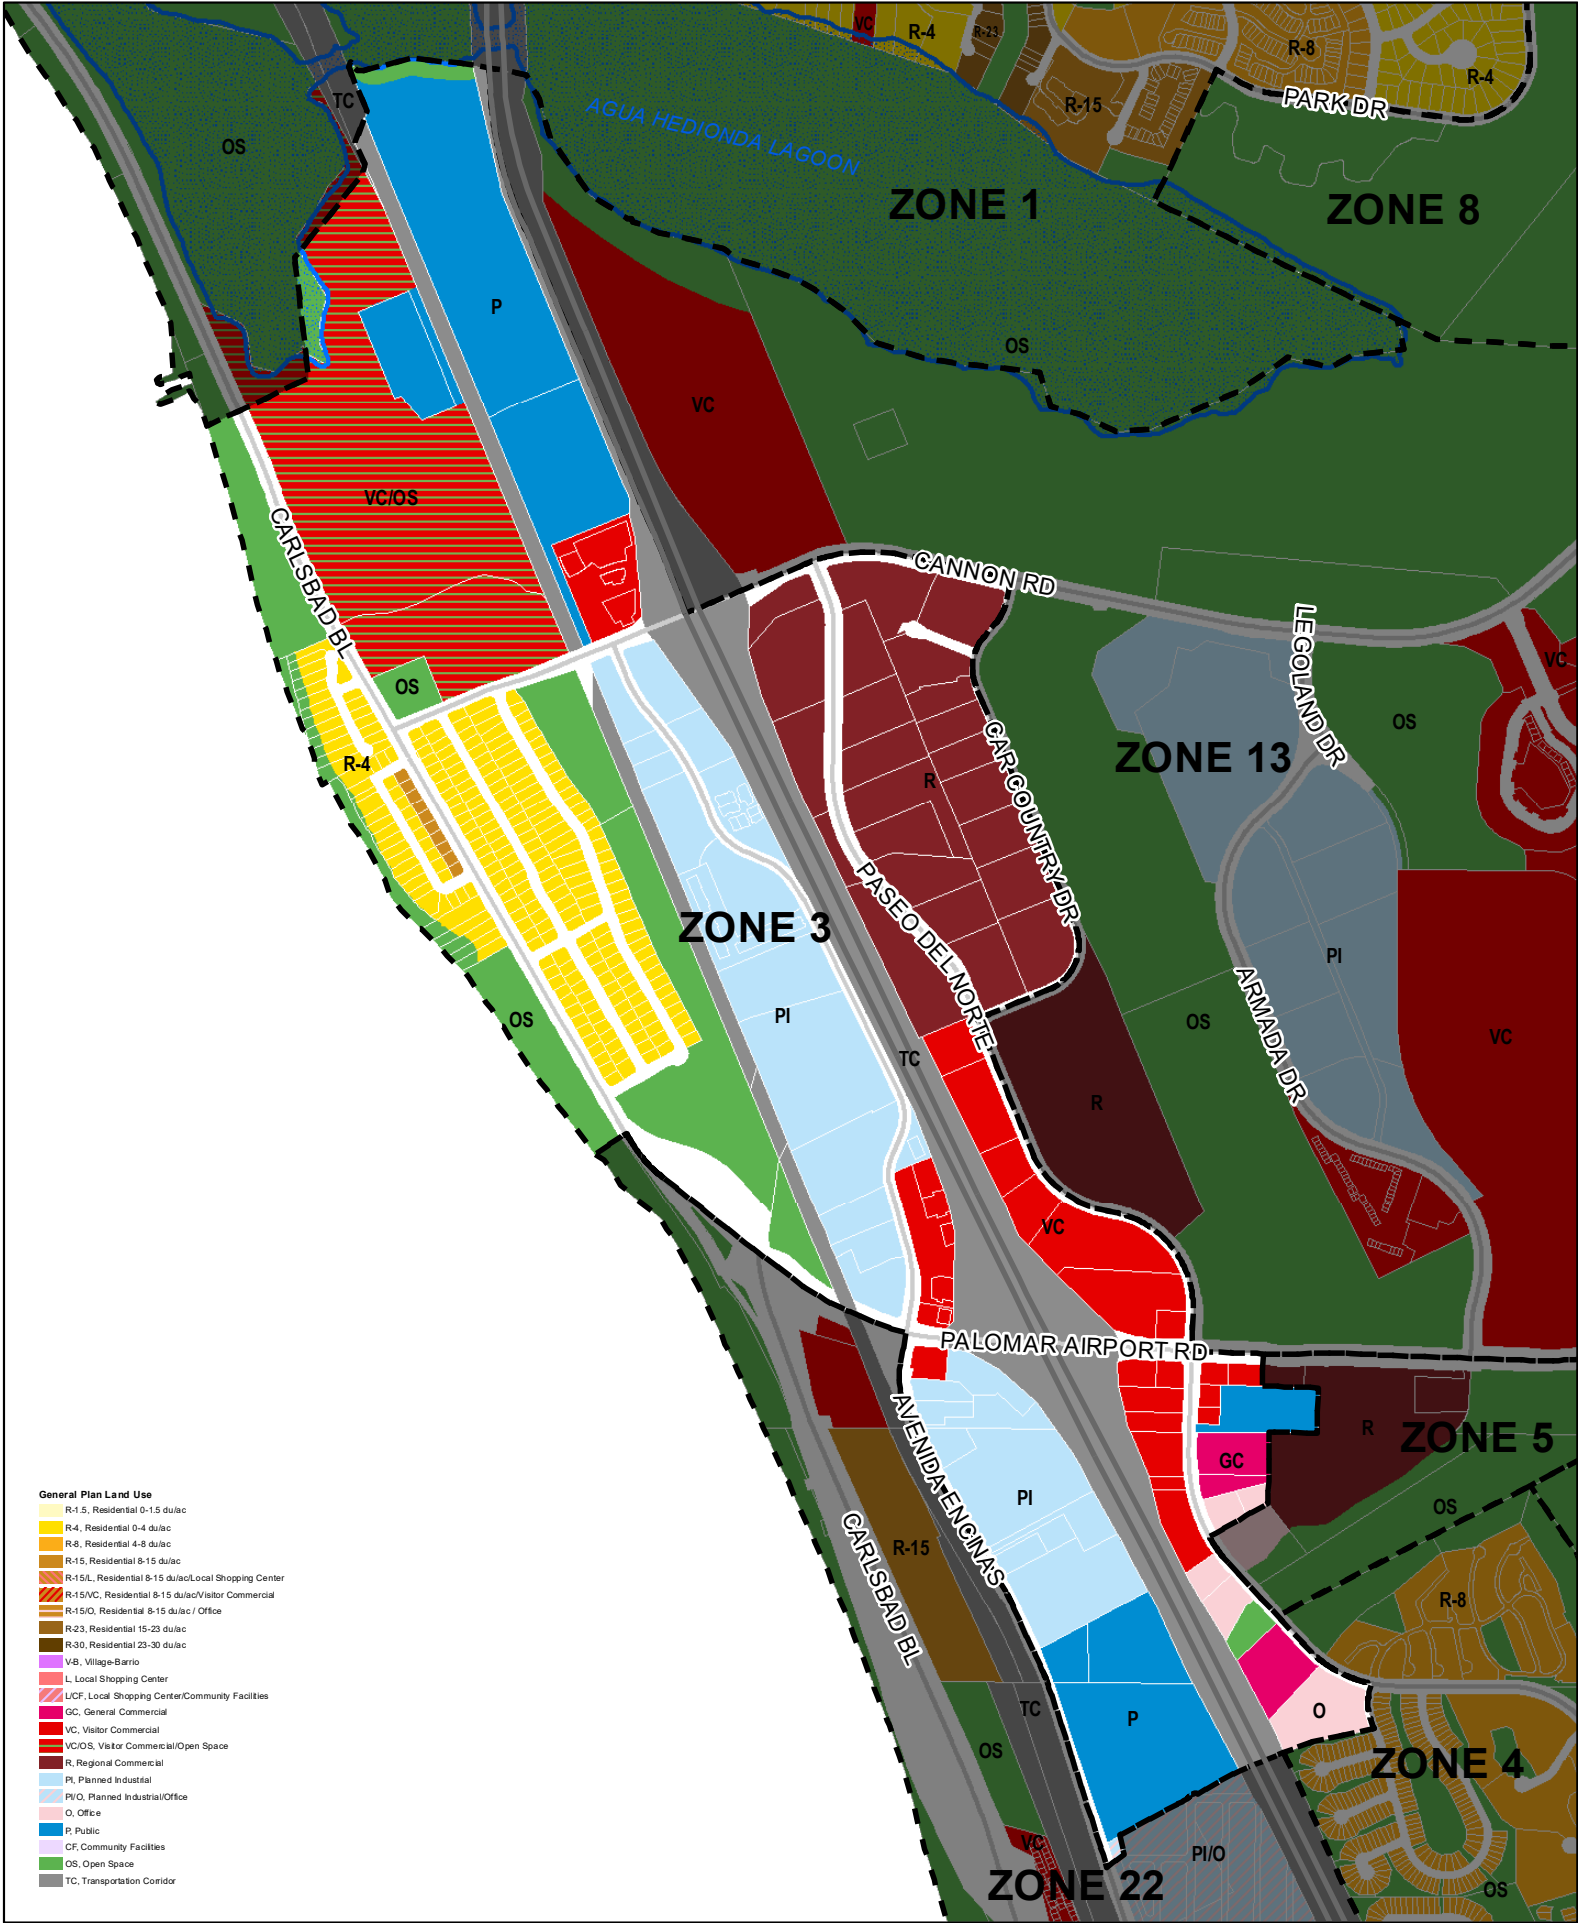 VC
R-4
R-23
R-8
R-4
TC
R-15
PARK DR
AGUA HEDIONDA LAGOON
OS
ZONE 1
ZONE 8
P
OS
VC
VC/OS
CARLSBAD BL
CANNON RD
LEGOLAND DR
VC
OS
OS
R-4
ZONE 13
R
CAR COUNTRY DR
PASEO DEL NORTE
ZONE 3
PI
ARMADA DR
OS
PI
OS
VC
TC
R
VC
PALOMAR AIRPORT RD
R
ZONE 5
GC
AVENIDA ENCINAS
PI
OS
CARLSBAD BL
R-15
R-8
TC
P
O
OS
ZONE 4
VC
PI/O
ZONE 22
OS
General Plan Land Use
R-1.5, Residential 0-1.5 du/ac
R-4, Residential 0-4 du/ac
R-8, Residential 4-8 du/ac
R-15, Residential 8-15 du/ac
R-15/L, Residential 8-15 du/ac/Local Shopping Center
R-15/VC, Residential 8-15 du/ac/Visitor Commercial
R-15/O, Residential 8-15 du/ac / Office
R-23, Residential 15-23 du/ac
R-30, Residential 23-30 du/ac
V-B, Village-Barrio
L, Local Shopping Center
L/CF, Local Shopping Center/Community Facilities
GC, General Commercial
VC, Visitor Commercial
VC/OS, Visitor Commercial/Open Space
R, Regional Commercial
PI, Planned Industrial
PI/O, Planned Industrial/Office
O, Office
P, Public
CF, Community Facilities
OS, Open Space
TC, Transportation Corridor